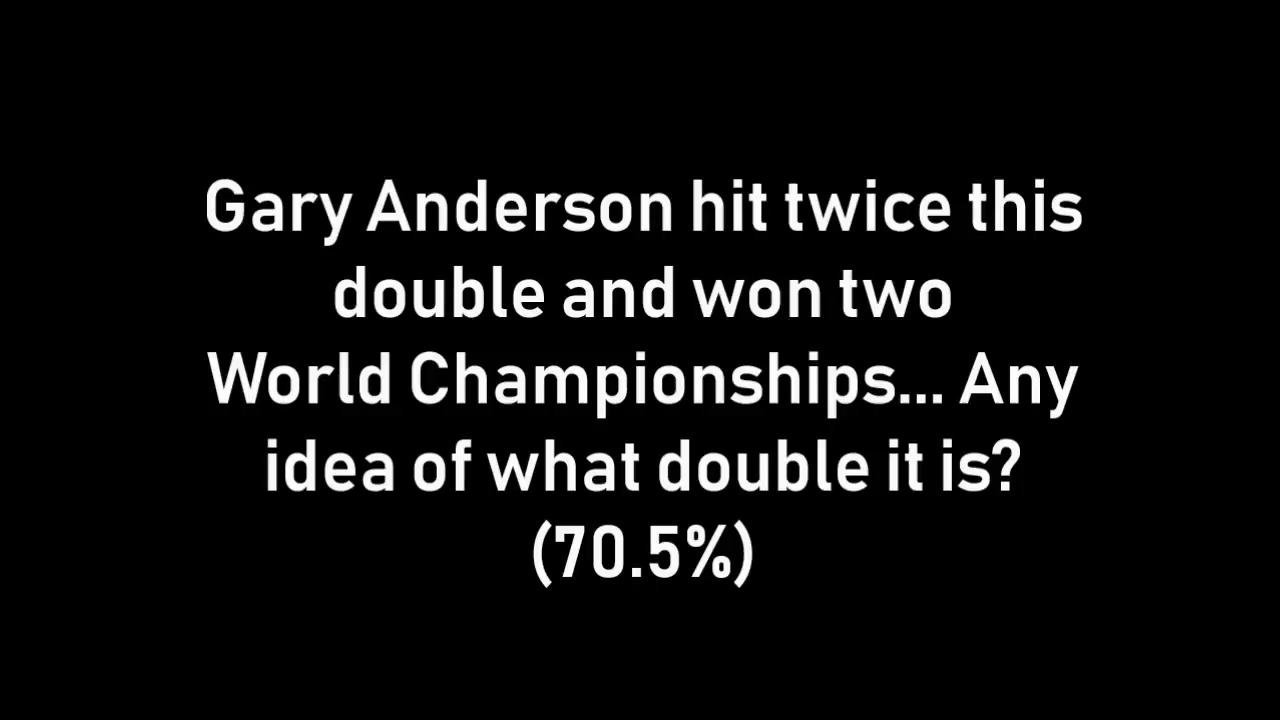 Gary Anderson hit twice this
double and won two
World Championships... Any
idea of what double it is?
(70.5%)